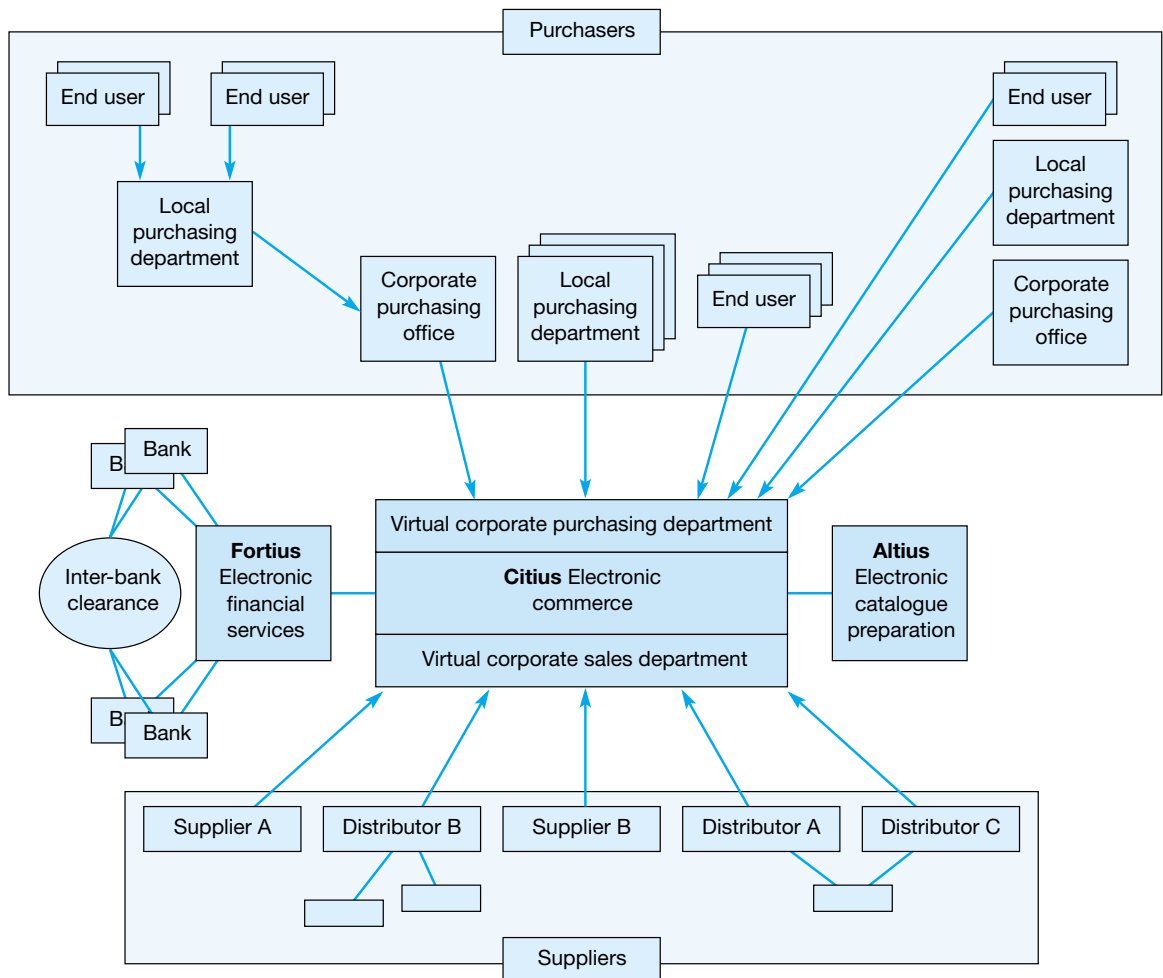 Purchasers
End user
End user
End user
Local
purchasing
department
Local
purchasing
department
Corporate
purchasing
office
Local
purchasing
department
End user
Corporate
purchasing
office
Bank
Virtual corporate purchasing department
Fortius
Electronic
financial
services
Inter-bank
clearance
Citius Electronic
commerce
Altius
Electronic
catalogue
preparation
Virtual corporate sales department
Bank
Supplier A
Distributor B
Supplier B
Distributor A
Distributor C
Suppliers